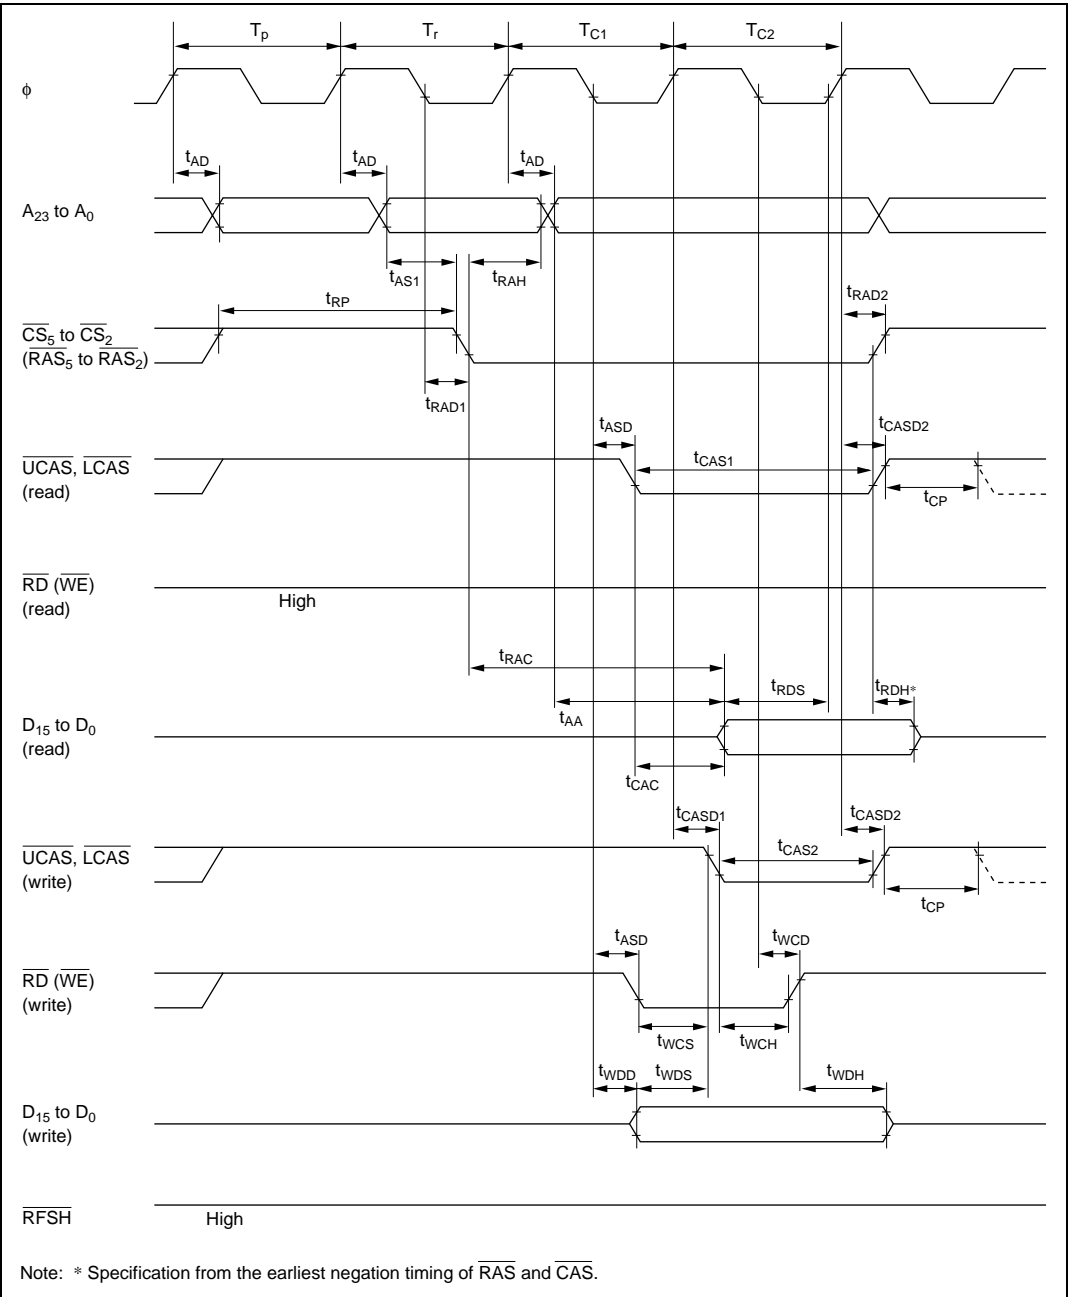 Tp Tr TC1 TC2
φ
tAD tAD tAD
A23 to A0
tAS1 tRAH
tRP tRAD2
CS5 to CS2
(RAS5 to RAS2)
tRAD1
tASD tCASD2
UCAS, LCAS
(read)
tCAS1
tCP
RD (WE)
(read)
High
tRAC
tRDS tRDH*
tAA
D15 to D0
(read)
tCAC
tCASD1 tCASD2
UCAS, LCAS
(write)
tCAS2
tCP
tASD tWCD
RD (WE)
(write)
tWCS tWCH
tWDD tWDS tWDH
D15 to D0
(write)
RFSH
High
Note: * Specification from the earliest negation timing of RAS and CAS.